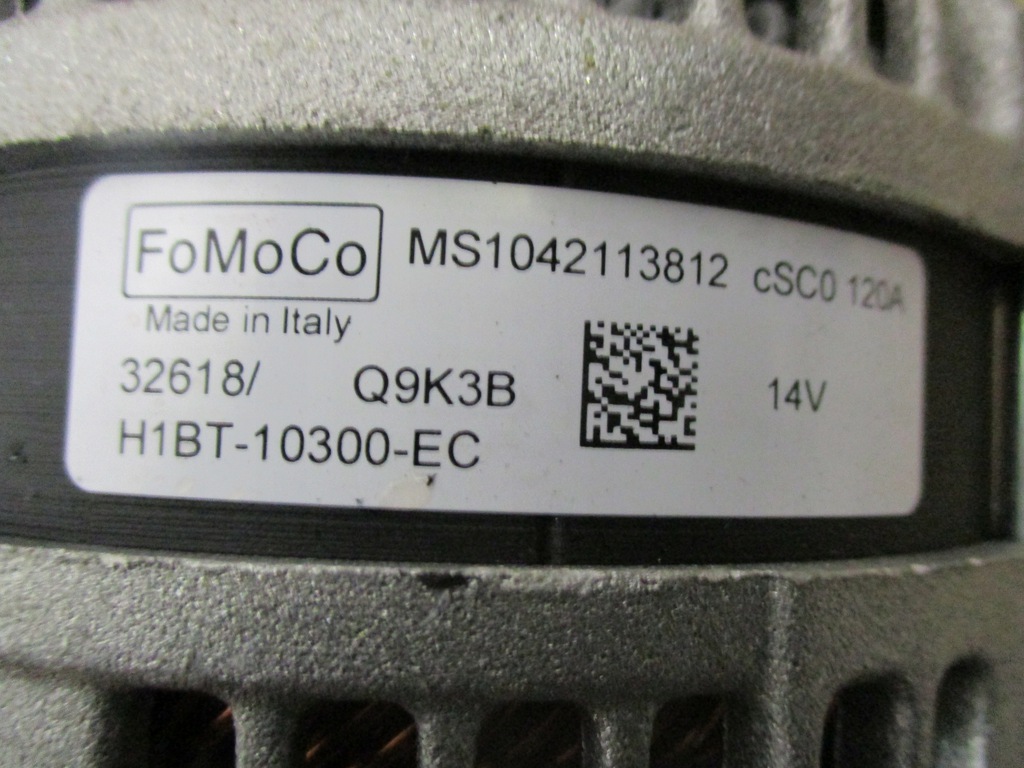 FoMoCo MS1042113812 cSC0 120A
Made in Italy
32618/ Q9K3B 14V
H1BT-10300-EC